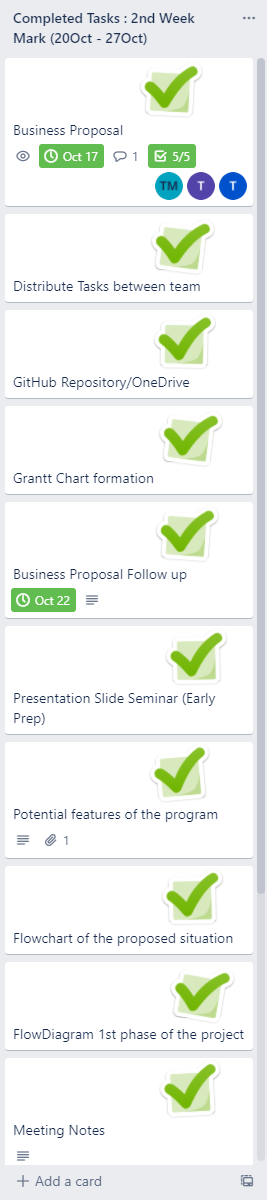 Completed Tasks : 2nd Week
Mark (20Oct - 27Oct)
Business Proposal
Oct 17
1
5/5
TM
T
T
Distribute Tasks between team
GitHub Repository/OneDrive
Grantt Chart formation
Business Proposal Follow up
Oct 22
Presentation Slide Seminar (Early
Prep)
Potential features of the program
1
Flowchart of the proposed situation
FlowDiagram 1st phase of the project
Meeting Notes
Add a card